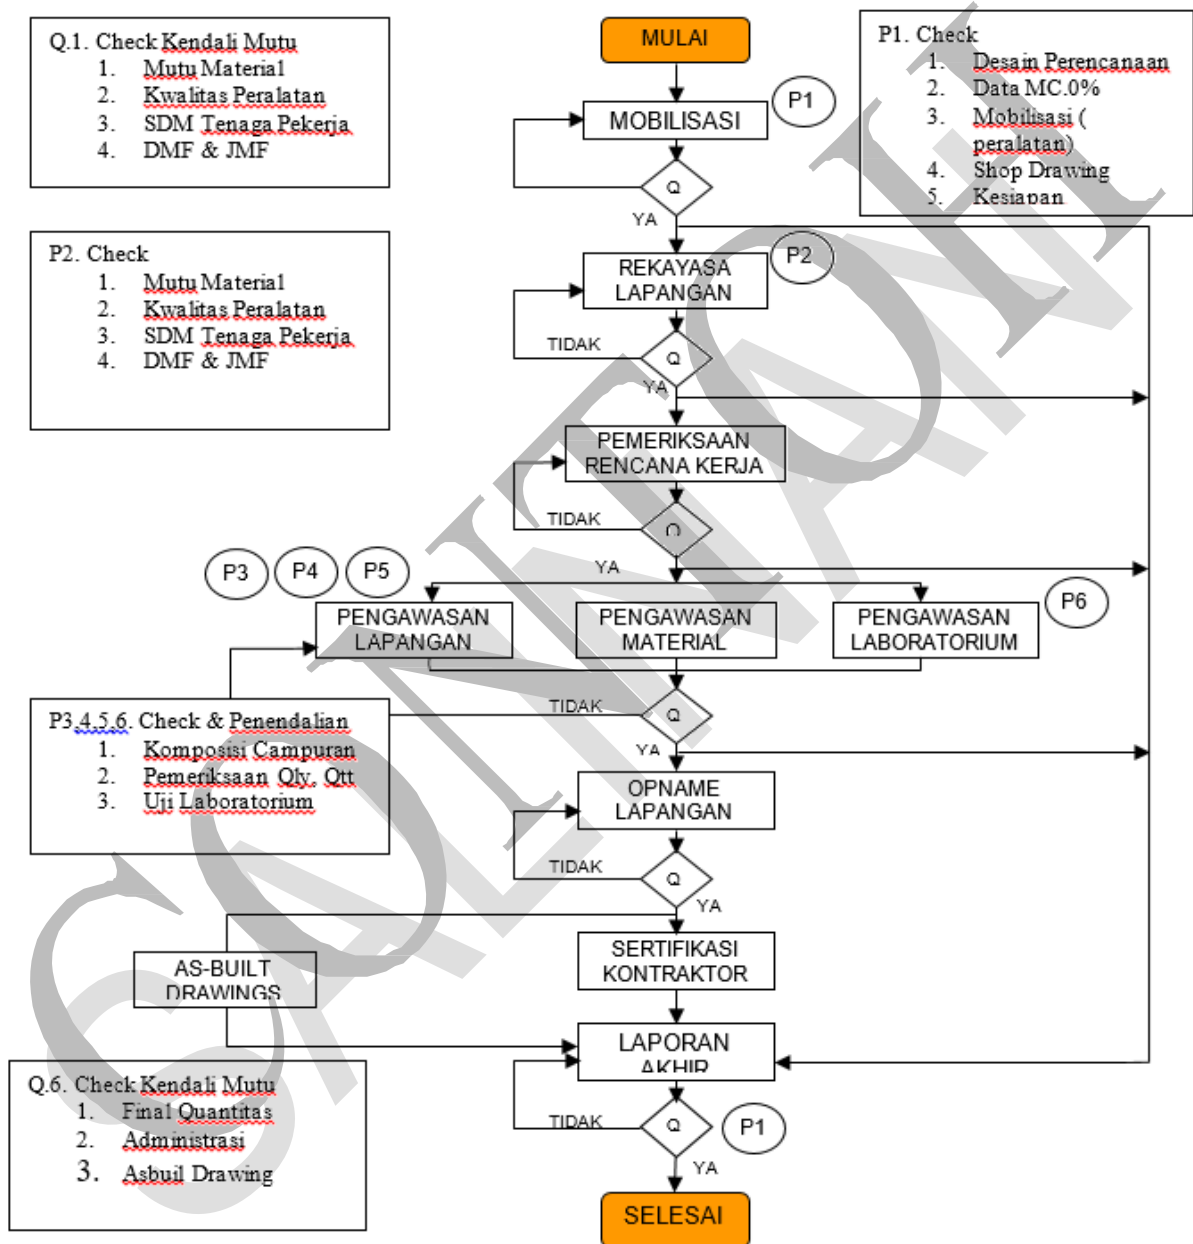 Q.1. Check Kendali Mutu
1. Mutu Material
2. Kwalitas Peralatan
3. SDM Tenaga Pekerja
4. DMF & JMF
MULAI
P1. Check
1. Desain Perencanaan
2. Data MC.0%
3. Mobilisasi (
peralatan)
4. Shop Drawing
5. Kesiapan
P1
MOBILISASI
Q
YA
P2. Check
1. Mutu Material
2. Kwalitas Peralatan
3. SDM Tenaga Pekerja
4. DMF & JMF
P2
REKAYASA
LAPANGAN
TIDAK
Q
YA
PEMERIKSAAN
RENCANA KERJA
TIDAK
Q
YA
P3
P4
P5
P6
PENGAWASAN
LAPANGAN
PENGAWASAN
MATERIAL
PENGAWASAN
LABORATORIUM
P3,4,5,6. Check & Penendalian
1. Komposisi Campuran
2. Pemeriksaan Qly, Qtt
3. Uji Laboratorium
TIDAK
Q
YA
OPNAME
LAPANGAN
TIDAK
Q
YA
AS-BUILT
DRAWINGS
SERTIFIKASI
KONTRAKTOR
LAPORAN
AKHIR
Q.6. Check Kendali Mutu
1. Final Quantitas
2. Administrasi
3. Asbuil Drawing
TIDAK
Q
P1
YA
SELESAI
CONTOH